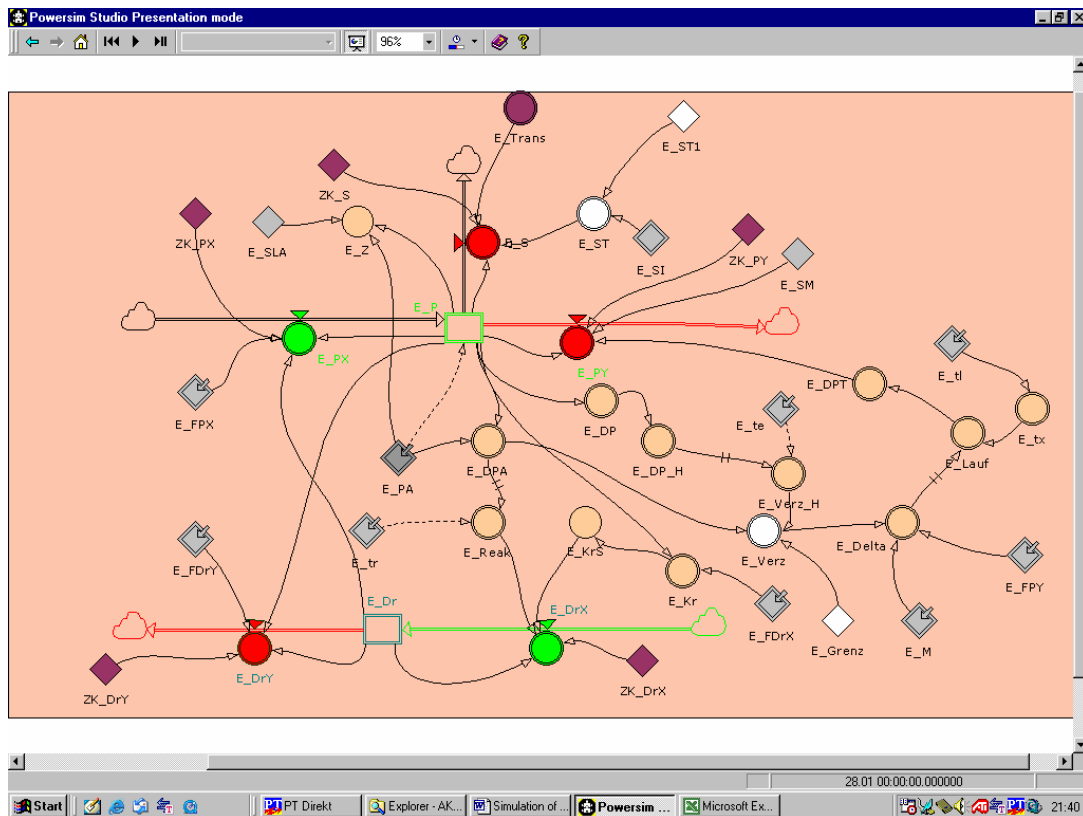 Powersim Studio Presentation mode
96%
E_Trans
E_ST1
ZK_S
ZK_PX
E_SLA
E_Z
E_S
E_ST
E_SI
ZK_PY
E_SM
E_P
E_PX
E_PY
E_FPX
E_DPT
E_tl
E_tx
E_DP
E_te
E_DP_H
E_Lauf
E_PA
E_DPA
E_Verz_H
E_FDrY
E_tr
E_Reak
E_KrS
E_Verz
E_Delta
E_FPY
E_Kr
E_Dr
E_DrX
E_FDrX
E_Grenz
E_M
E_DrY
ZK_DrY
ZK_DrX
28.01 00:00:00.000000
Start
PT PT Direkt
Explorer - AK...
Simulation of ...
Powersim ...
Microsoft Ex...
PT
21:40